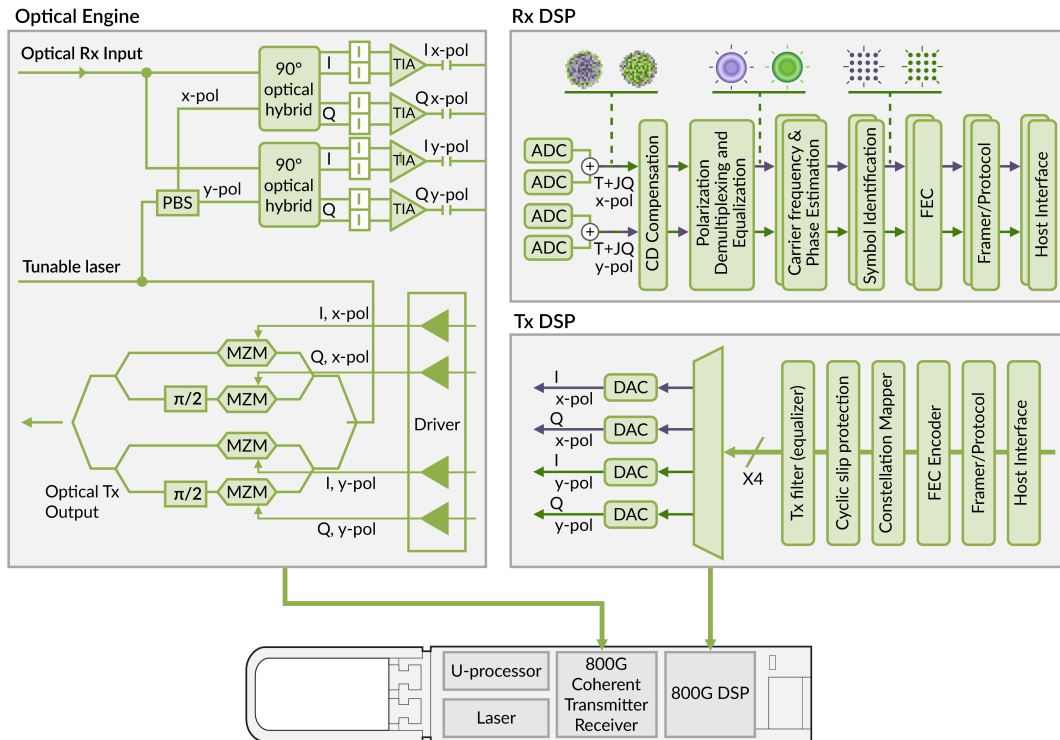 Optical Engine
Optical Rx Input
x-pol
y-pol
PBS
90°
optical
hybrid
I
Q
TIA
TIA
I x-pol
Q x-pol
90°
optical
hybrid
I
Q
TIA
TIA
I y-pol
Q y-pol
Tunable laser
I, x-pol
MZM
Q, x-pol
π/2
MZM
Driver
MZM
I, y-pol
π/2
MZM
Q, y-pol
Optical Tx
Output
Rx DSP
ADC
ADC
T+JQ
x-pol
ADC
ADC
T+JQ
y-pol
CD Compensation
Polarization
Demultiplexing and
Equalization
Carrier frequency &
Phase Estimation
Symbol Identification
FEC
Framer/Protocol
Host Interface
Tx DSP
I
x-pol
DAC
Q
x-pol
DAC
I
y-pol
DAC
Q
y-pol
DAC
X4
Tx filter (equalizer)
Cyclic slip protection
Constellation Mapper
FEC Encoder
Framer/Protocol
Host Interface
U-processor
Laser
800G
Coherent
Transmitter
Receiver
800G DSP